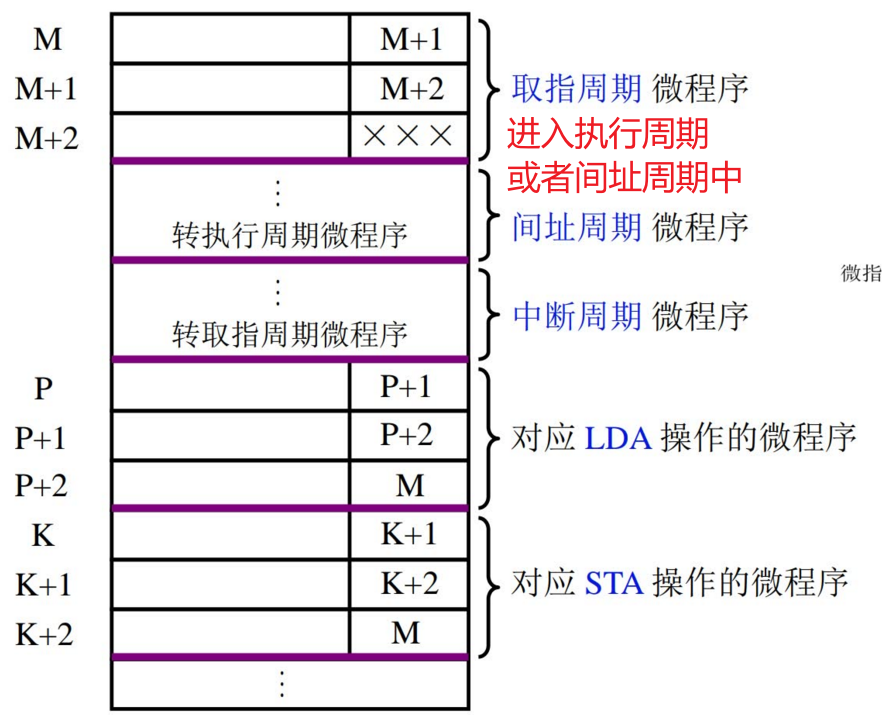 M M+1
M+1 M+2 取指周期 微程序
M+2 ××× 进入执行周期
或者间址周期中
⋮
转执行周期微程序 间址周期 微程序
微指
⋮
转取指周期微程序 中断周期 微程序
P P+1
P+1 P+2 对应 LDA 操作的微程序
P+2 M
K K+1
K+1 K+2 对应 STA 操作的微程序
K+2 M
⋮